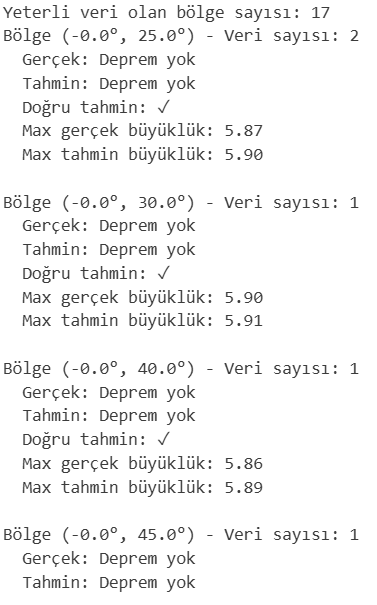 Yeterli veri olan bölge sayısı: 17
Bölge (-0.0°, 25.0°) - Veri sayısı: 2
  Gerçek: Deprem yok
  Tahmin: Deprem yok
  Doğru tahmin: ✓
  Max gerçek büyüklük: 5.87
  Max tahmin büyüklük: 5.90

Bölge (-0.0°, 30.0°) - Veri sayısı: 1
  Gerçek: Deprem yok
  Tahmin: Deprem yok
  Doğru tahmin: ✓
  Max gerçek büyüklük: 5.90
  Max tahmin büyüklük: 5.91

Bölge (-0.0°, 40.0°) - Veri sayısı: 1
  Gerçek: Deprem yok
  Tahmin: Deprem yok
  Doğru tahmin: ✓
  Max gerçek büyüklük: 5.86
  Max tahmin büyüklük: 5.89

Bölge (-0.0°, 45.0°) - Veri sayısı: 1
  Gerçek: Deprem yok
  Tahmin: Deprem yok